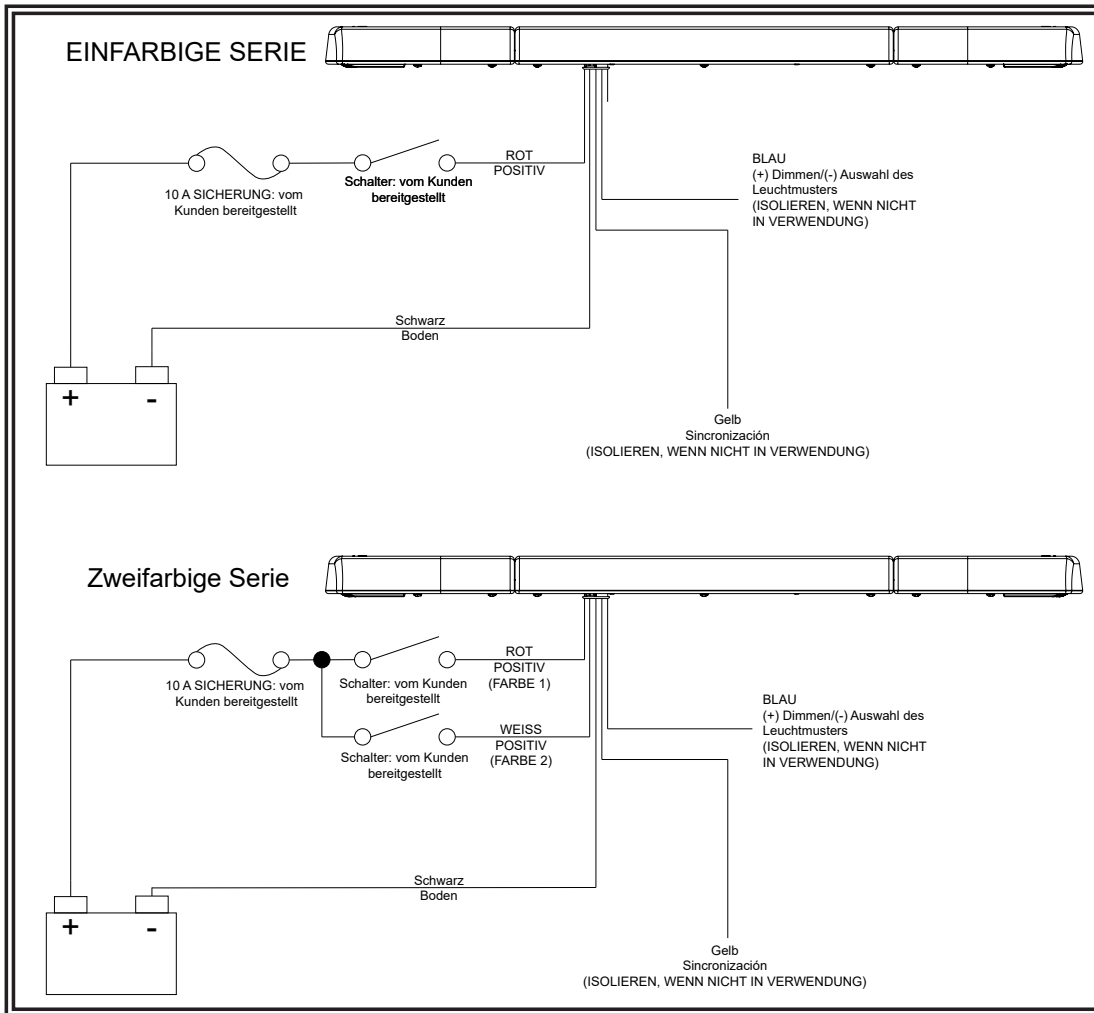 EINFARBIGE SERIE
10 A SICHERUNG: vom
Kunden bereitgestellt
Schalter: vom Kunden
bereitgestellt
ROT
POSITIV
BLAU
(+) Dimmen/(-) Auswahl des
Leuchtmusters
(ISOLIEREN, WENN NICHT
IN VERWENDUNG)
Schwarz
Boden
+ -
Gelb
Sincronización
(ISOLIEREN, WENN NICHT IN VERWENDUNG)
Zweifarbige Serie
10 A SICHERUNG: vom
Kunden bereitgestellt
Schalter: vom Kunden
bereitgestellt
ROT
POSITIV
(FARBE 1)
Schalter: vom Kunden
bereitgestellt
WEISS
POSITIV
(FARBE 2)
BLAU
(+) Dimmen/(-) Auswahl des
Leuchtmusters
(ISOLIEREN, WENN NICHT
IN VERWENDUNG)
Schwarz
Boden
+ -
Gelb
Sincronización
(ISOLIEREN, WENN NICHT IN VERWENDUNG)